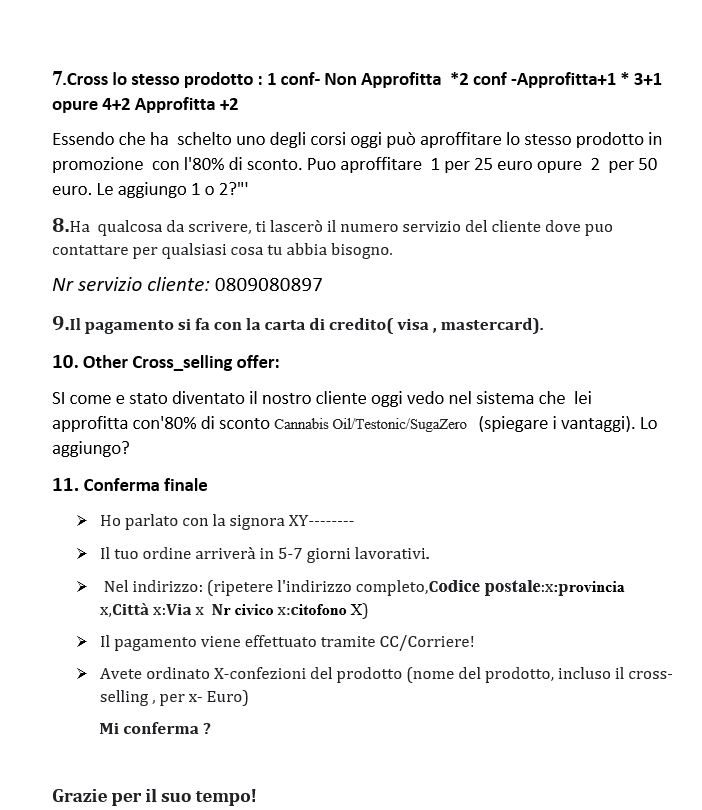 7.Cross lo stesso prodotto : 1 conf- Non Approfitta  *2 conf -Approfitta+1 * 3+1
opure 4+2 Approfitta +2
Essendo che ha  schelto uno degli corsi oggi può aproffitare lo stesso prodotto in
promozione  con l'80% di sconto. Puo aproffitare  1 per 25 euro opure  2  per 50
euro. Le aggiungo 1 o 2?"'
8.Ha  qualcosa da scrivere, ti lascerò il numero servizio del cliente dove puo
contattare per qualsiasi cosa tu abbia bisogno.
Nr servizio cliente: 0809080897
9.Il pagamento si fa con la carta di credito( visa , mastercard).
10. Other Cross_selling offer:
SI come e stato diventato il nostro cliente oggi vedo nel sistema che  lei
approfitta con'80% di sconto Cannabis Oil/Testonic/SugaZero  (spiegare i vantaggi). Lo
aggiungo?
11. Conferma finale
➢ Ho parlato con la signora XY--------
➢ Il tuo ordine arriverà in 5-7 giorni lavorativi.
➢ Nel indirizzo: (ripetere l'indirizzo completo,Codice postale:x:provincia
x,Città x:Via x  Nr civico x:citofono X)
➢ Il pagamento viene effettuato tramite CC/Corriere!
➢ Avete ordinato X-confezioni del prodotto (nome del prodotto, incluso il cross-
selling , per x- Euro)
Mi conferma ?
Grazie per il suo tempo!